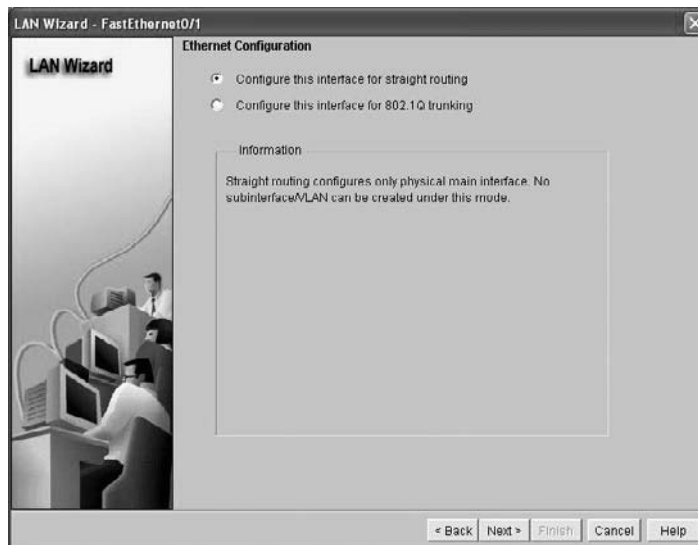 LAN Wizard - FastEthernet0/1
LAN Wizard
Ethernet Configuration
Configure this interface for straight routing
Configure this interface for 802.1Q trunking
Information
Straight routing configures only physical main interface. No
subinterface/VLAN can be created under this mode.
< Back
Next >
Finish
Cancel
Help